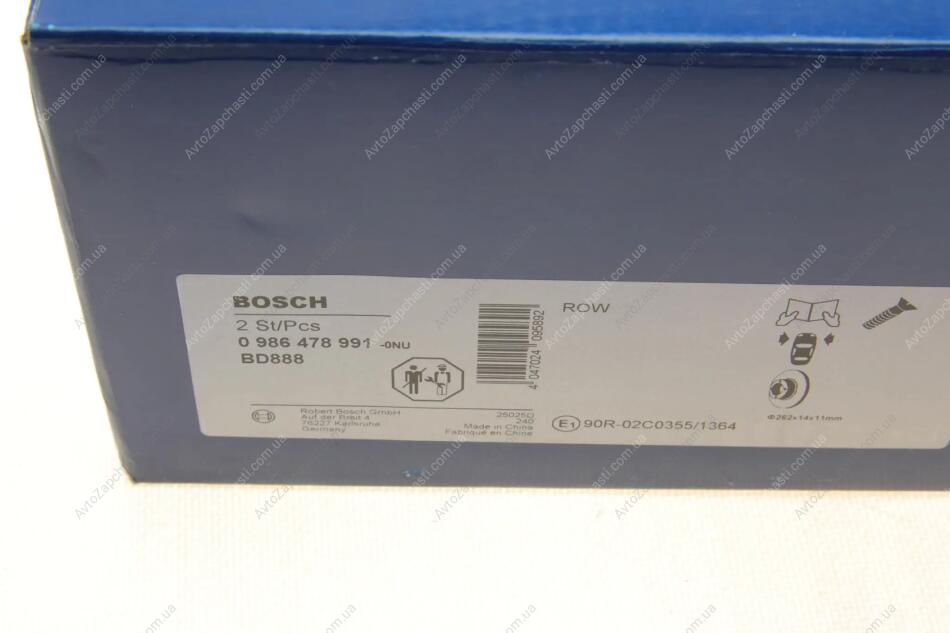 BOSCH
2 St/Pcs
0 986 478 991 -0NU
BD888
4 047024 095892
ROW
Φ262x14x11mm
Robert Bosch GmbH
Auf der Breit 4
76227 Karlsruhe
Germany
240
Made in China
Fabriqué en Chine
E1 90R-02C0355/1364
AvtoZapchasti.com.ua